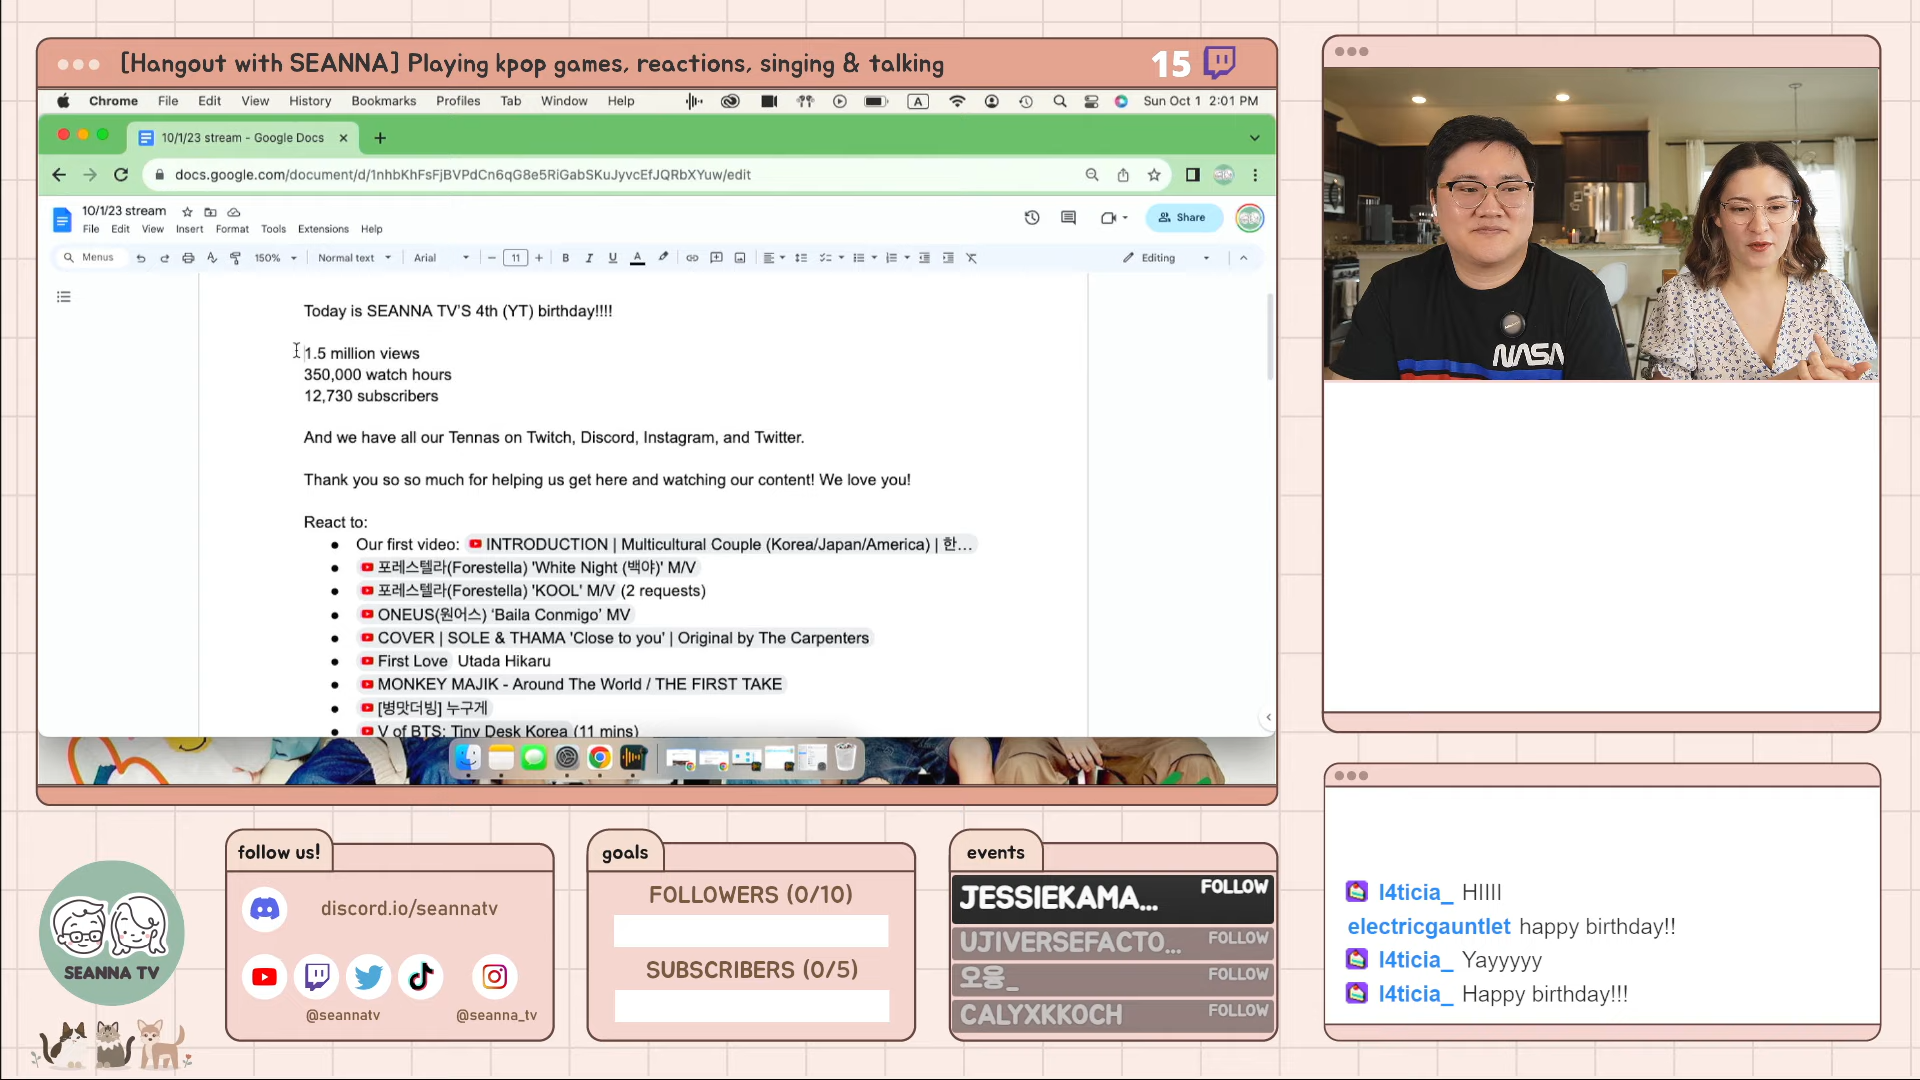 [Hangout with SEANNA] Playing kpop games, reactions, singing & talking
15
Chrome File Edit View History Bookmarks Profiles Tab Window Help
A
Sun Oct 1 2:01 PM
10/1/23 stream - Google Docs
docs.google.com/document/d/1nhbKhFsFjBVPdCn6qG8e5RiGabSKuJyvcEfJQRbXYuw/edit
10/1/23 stream
File Edit View Insert Format Tools Extensions Help
Share
Menus
150%
Normal text
Arial
11
B I U A
Editing
Today is SEANNA TV'S 4th (YT) birthday!!!!
1.5 million views
350,000 watch hours
12,730 subscribers
And we have all our Tennas on Twitch, Discord, Instagram, and Twitter.
Thank you so so much for helping us get here and watching our content! We love you!
React to:
Our first video: INTRODUCTION | Multicultural Couple (Korea/Japan/America) | 한...
포레스텔라(Forestella) 'White Night (백야)' M/V
포레스텔라(Forestella) 'KOOL' M/V (2 requests)
ONEUS(원어스) ‘Baila Conmigo’ MV
COVER | SOLE & THAMA 'Close to you' | Original by The Carpenters
First Love Utada Hikaru
MONKEY MAJIK - Around The World / THE FIRST TAKE
[병맛더빙] 누구게
V of BTS: Tiny Desk Korea (11 mins)
NASA
follow us!
discord.io/seannatv
@seannatv
@seanna_tv
SEANNA TV
goals
FOLLOWERS (0/10)
SUBSCRIBERS (0/5)
events
JESSIEKAMA... FOLLOW
UJIVERSEFACTO... FOLLOW
오응_ FOLLOW
CALYXKKOCH FOLLOW
l4ticia_ HIIII
electricgauntlet happy birthday!!
l4ticia_ Yayyyyy
l4ticia_ Happy birthday!!!